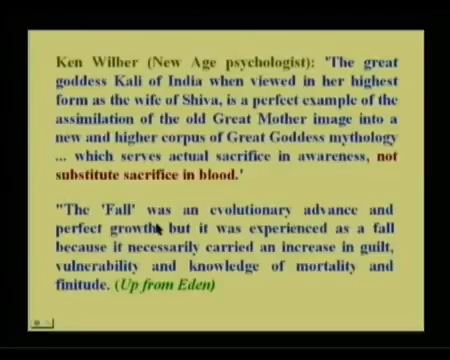 Ken Wilber (New Age psychologist): 'The great
goddess Kali of India when viewed in her highest
form as the wife of Shiva, is a perfect example of the
assimilation of the old Great Mother image into a
new and higher corpus of Great Goddess mythology
... which serves actual sacrifice in awareness, not
substitute sacrifice in blood.'
"The 'Fall' was an evolutionary advance and
perfect growth, but it was experienced as a fall
because it necessarily carried an increase in guilt,
vulnerability and knowledge of mortality and
finitude. (Up from Eden)